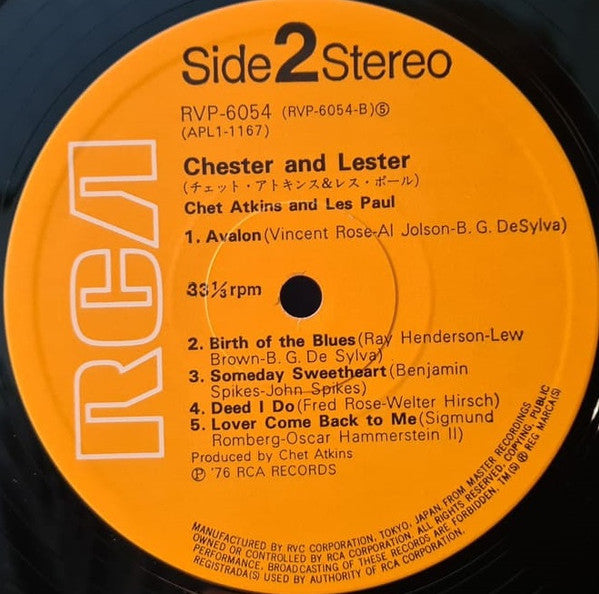 Side 2 Stereo
RVP-6054 (RVP-6054-B)⑤
(APL1-1167)
Chester and Lester
(チェット・アトキンス&レス・ポール)
Chet Atkins and Les Paul
1. Avalon (Vincent Rose-Al Jolson-B. G. DeSylva)
33⅓ rpm
RCA
2. Birth of the Blues (Ray Henderson-Lew
Brown-B. G. De Sylva)
3. Someday Sweetheart (Benjamin
Spikes-John Spikes)
4. Deed I Do (Fred Rose-Welter Hirsch)
5. Lover Come Back to Me (Sigmund
Romberg-Oscar Hammerstein II)
Produced by Chet Atkins
Ⓟ '76 RCA RECORDS
MANUFACTURED BY RVC CORPORATION, TOKYO, JAPAN FROM MASTER RECORDINGS
OWNED OR CONTROLLED BY RCA CORPORATION. ALL RIGHTS RESERVED, COPYING, PUBLIC
PERFORMANCE, BROADCASTING OF THESE RECORDS ARE FORBIDDEN. TM(S) ® REG MARCA(S)
REGISTRADA(S) USED BY AUTHORITY OF RCA CORPORATION.